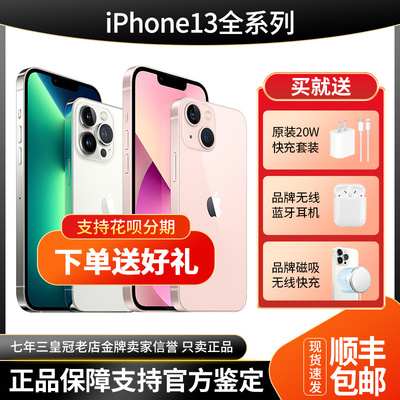 iPhone13全系列
买就送
原装20W
快充套装
品牌无线
蓝牙耳机
品牌磁吸
无线快充
支持花呗分期
下单送好礼
七年三皇冠老店金牌卖家信誉 只卖正品
正品保障支持官方鉴定
现货速发
顺丰
包邮